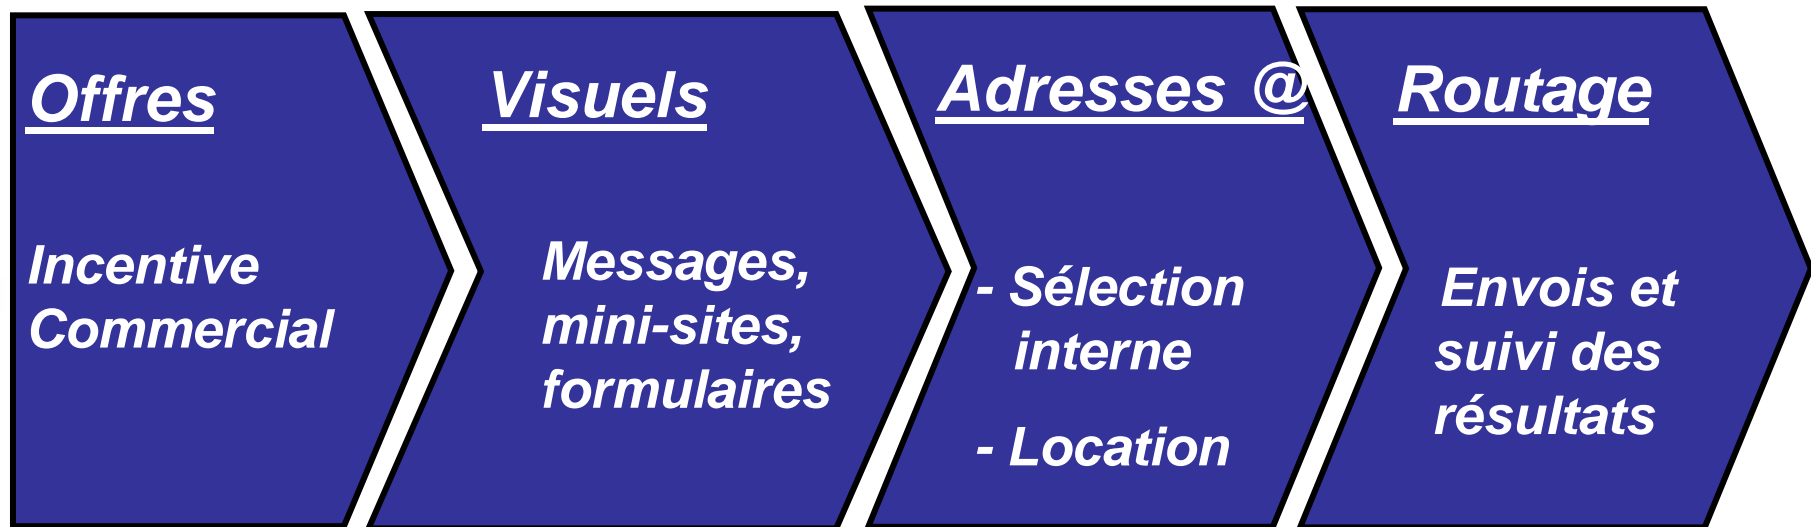 Offres
Incentive
Commercial
Visuels
Messages,
mini-sites,
formulaires
Adresses @
- Sélection
interne
- Location
Routage
Envois et
suivi des
résultats